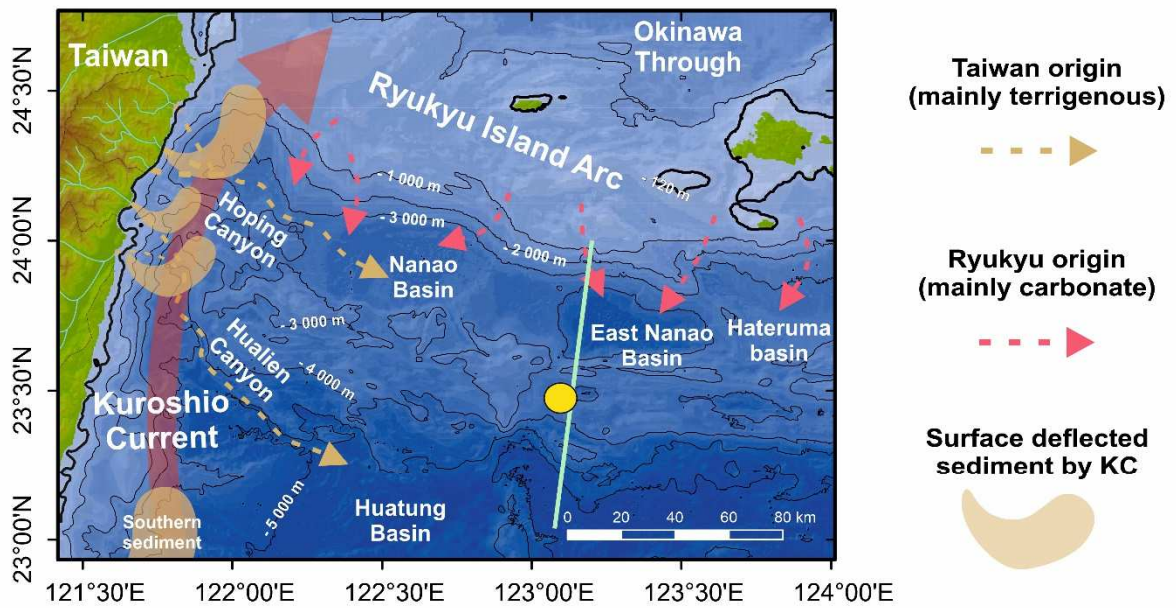 Taiwan
Okinawa
Through
Ryukyu Island Arc
- 120 m
- 1 000 m
- 3 000 m
- 2 000 m
Hoping
Canyon
Nanao
Basin
East Nanao
Basin
Hateruma
basin
- 3 000 m
Hualien
Canyon
- 4 000 m
Kuroshio
Current
Southern
sediment
- 5 000 m
Huatung
Basin
0 20 40 60 80 km
24°30'N
24°00'N
23°30'N
23°00'N
121°30'E 122°00'E 122°30'E 123°00'E 123°30'E 124°00'E
Taiwan origin
(mainly terrigenous)
Ryukyu origin
(mainly carbonate)
Surface deflected
sediment by KC